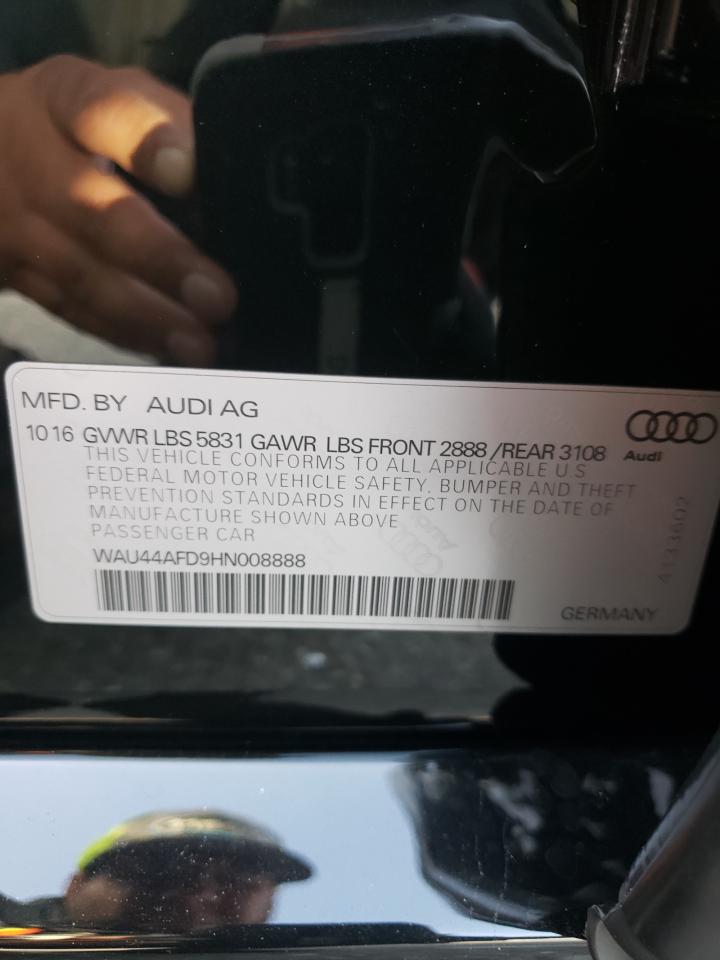 MFD. BY AUDI AG
10 16 GVWR LBS 5831 GAWR LBS FRONT 2888 /REAR 3108
Audi
THIS VEHICLE CONFORMS TO ALL APPLICABLE U.S
FEDERAL MOTOR VEHICLE SAFETY, BUMPER AND THEFT
PREVENTION STANDARDS IN EFFECT ON THE DATE OF
MANUFACTURE SHOWN ABOVE
PASSENGER CAR
4133602
WAU44AFD9HN008888
GERMANY